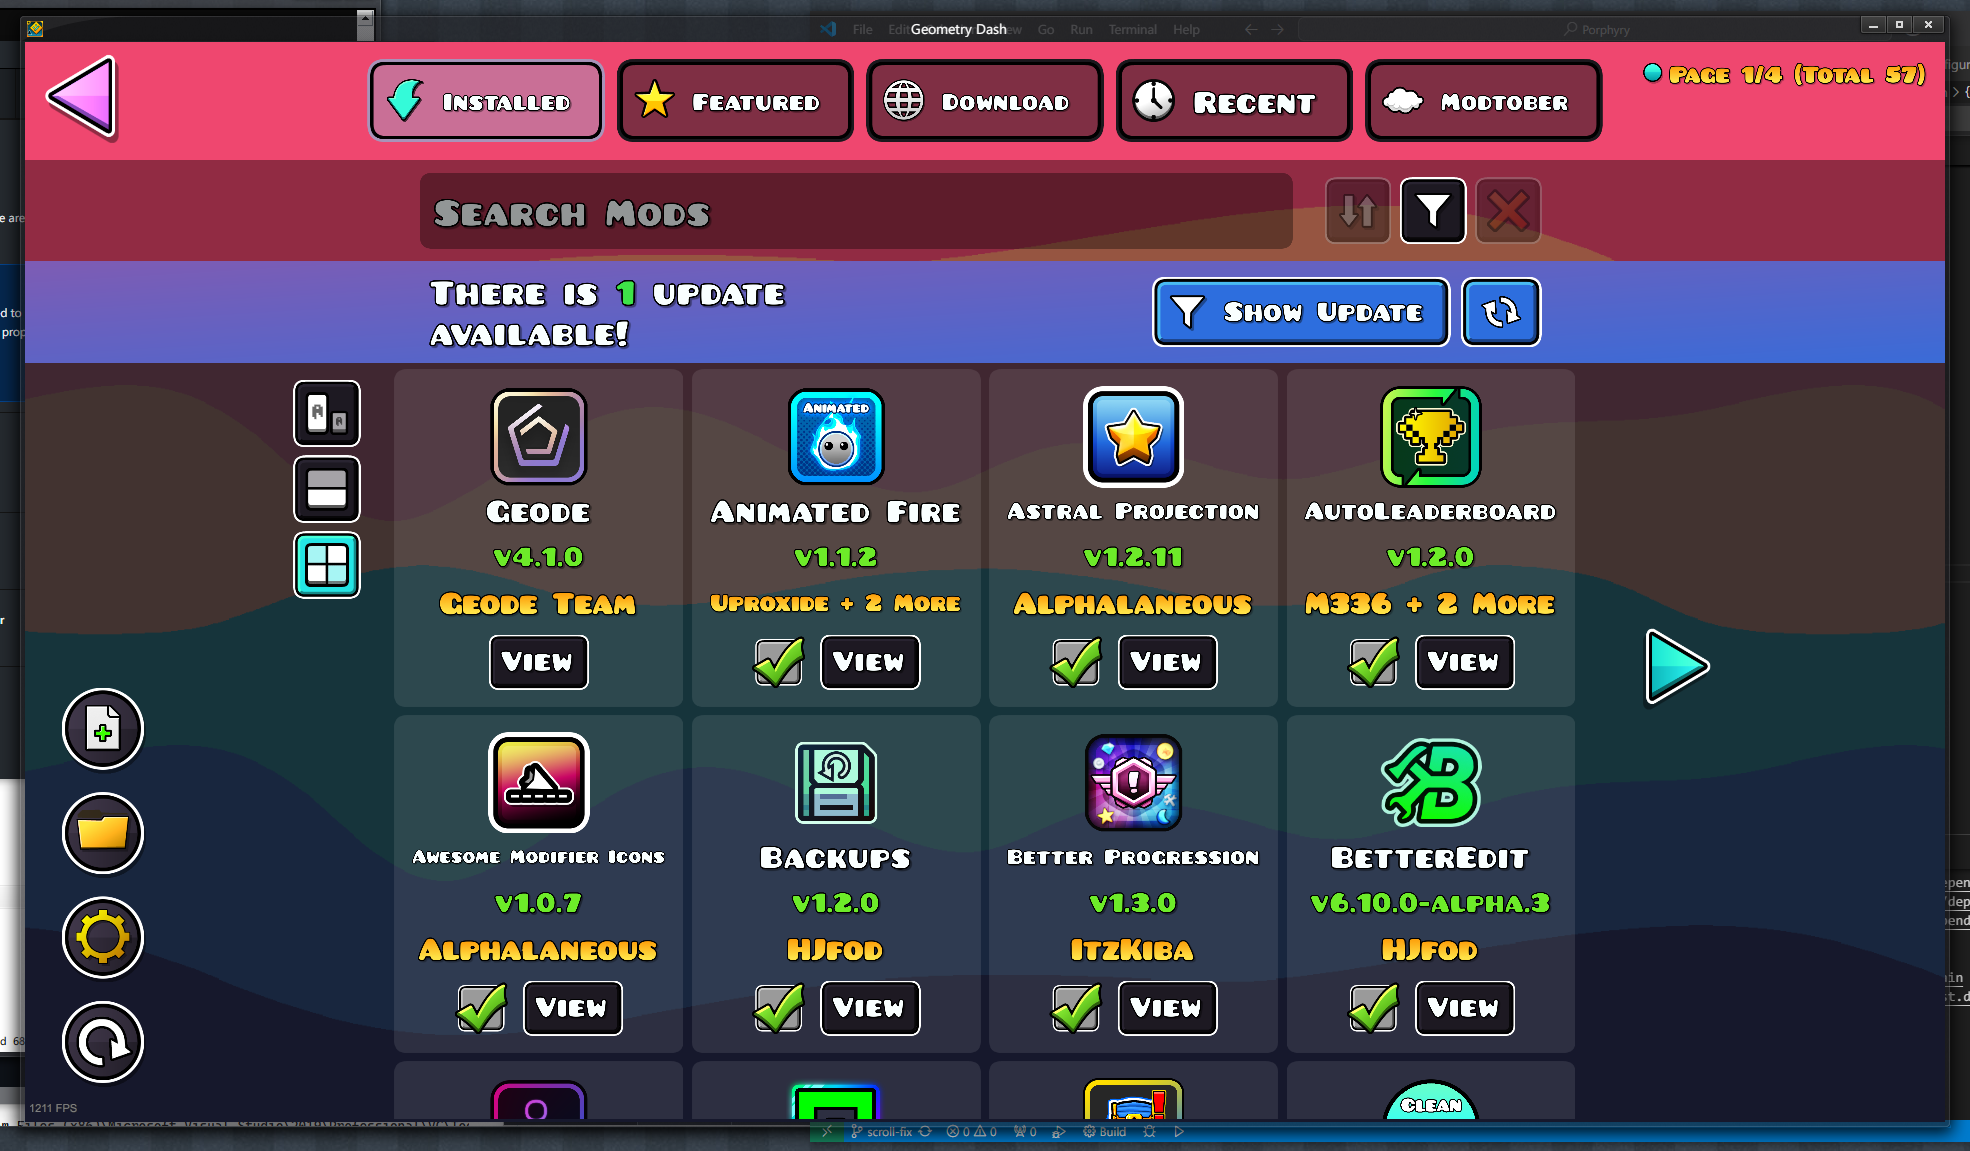 File Edit Geometry Dash ew Go Run Terminal Help
Porphyry
INSTALLED
FEATURED
DOWNLOAD
RECENT
MODTOBER
PAGE 1/4 (TOTAL 57)
SEARCH MODS
THERE IS 1 UPDATE
AVAILABLE!
SHOW UPDATE
GEODE
v4.1.0
GEODE TEAM
VIEW
ANIMATED
ANIMATED FIRE
v1.1.2
UPROXIDE + 2 MORE
VIEW
ASTRAL PROJECTION
v1.2.11
ALPHALANEOUS
VIEW
AUTOLEADERBOARD
v1.2.0
M336 + 2 MORE
VIEW
AWESOME MODIFIER ICONS
v1.0.7
ALPHALANEOUS
VIEW
BACKUPS
v1.2.0
HJFOD
VIEW
BETTER PROGRESSION
v1.3.0
ITZKIBA
VIEW
B
BETTEREDIT
v6.10.0-ALPHA.3
HJFOD
VIEW
CLEAN
1211 FPS
scroll-fix 0 0 0 Build